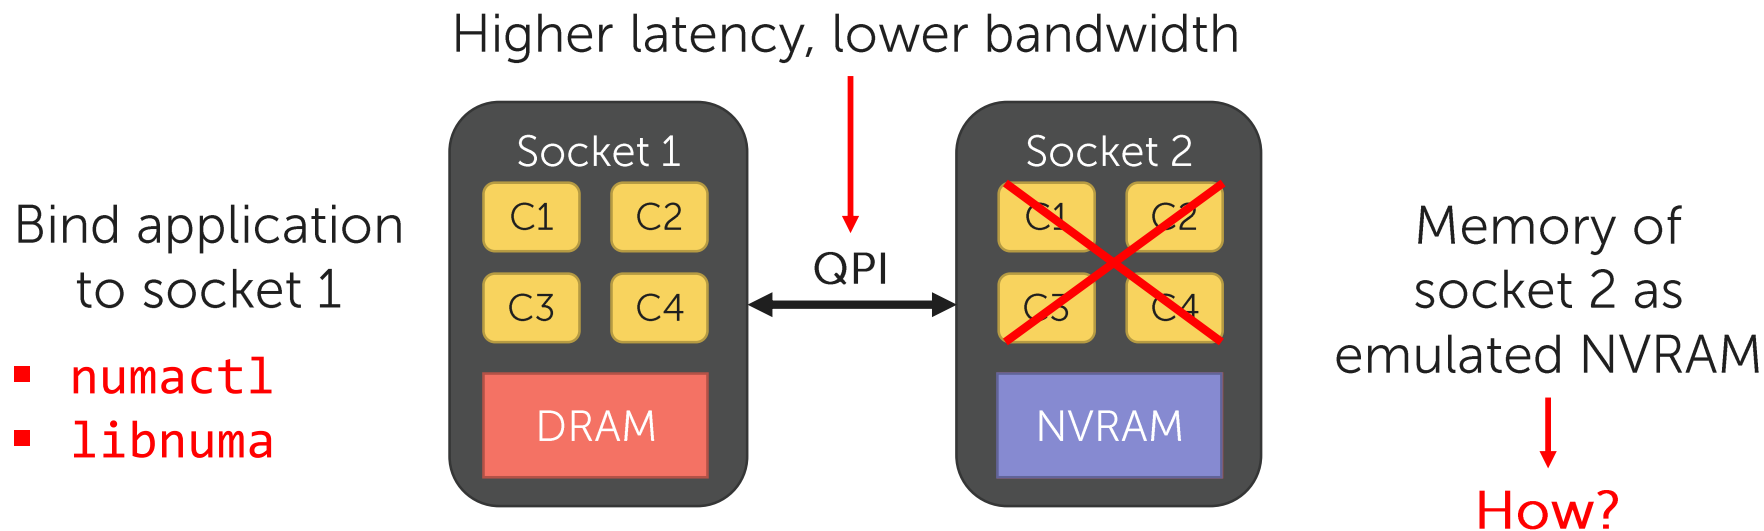 Higher latency, lower bandwidth
Bind application
to socket 1
▪ numactl
▪ libnuma
Socket 1
C1 C2
C3 C4
DRAM
QPI
Socket 2
C1 C2
C3 C4
NVRAM
Memory of
socket 2 as
emulated NVRAM
How?